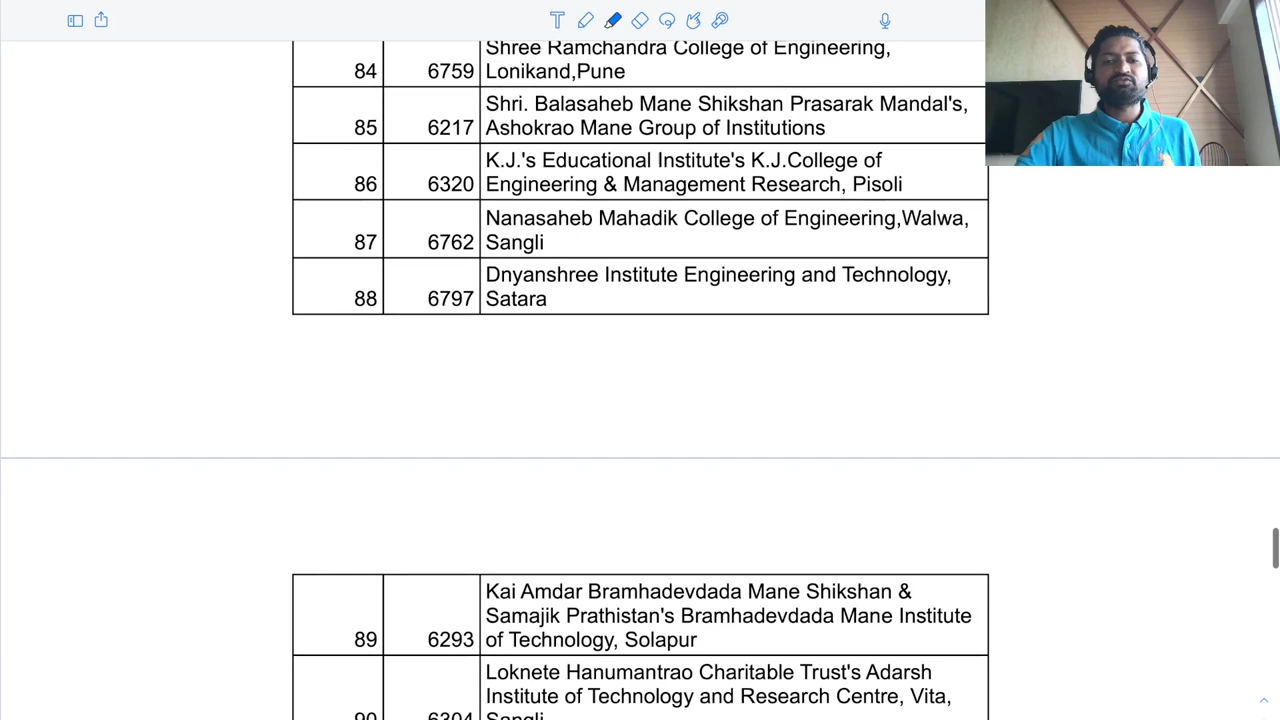 Shree Ramchandra College of Engineering,
84 6759 Lonikand,Pune
Shri. Balasaheb Mane Shikshan Prasarak Mandal's,
85 6217 Ashokrao Mane Group of Institutions
K.J.'s Educational Institute's K.J.College of
86 6320 Engineering & Management Research, Pisoli
Nanasaheb Mahadik College of Engineering,Walwa,
87 6762 Sangli
Dnyanshree Institute Engineering and Technology,
88 6797 Satara
Kai Amdar Bramhadevdada Mane Shikshan &
Samajik Prathistan's Bramhadevdada Mane Institute
89 6293 of Technology, Solapur
Loknete Hanumantrao Charitable Trust's Adarsh
Institute of Technology and Research Centre, Vita,
90 6304 Sangli